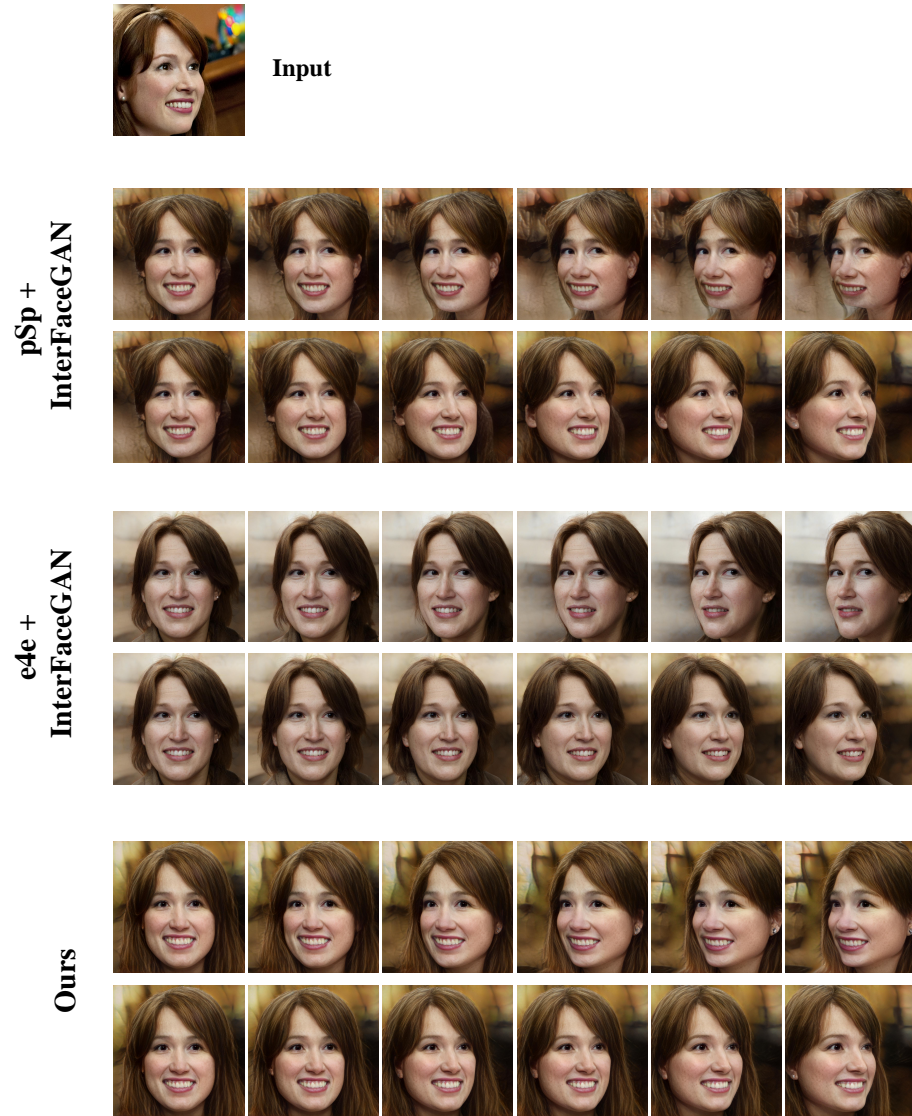 Input
pSp +
InterFaceGAN
e4e +
InterFaceGAN
Ours